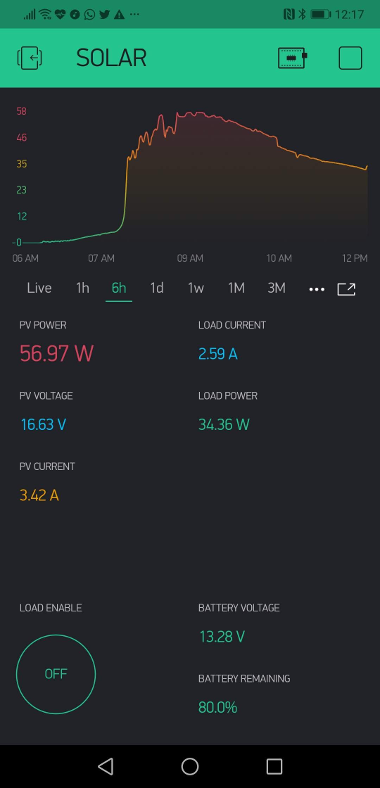 12:17
SOLAR
58
46
35
23
12
-0
06 AM 07 AM 09 AM 10 AM 12 PM
Live 1h 6h 1d 1w 1M 3M
PV POWER LOAD CURRENT
56.97 W 2.59 A
PV VOLTAGE LOAD POWER
16.63 V 34.36 W
PV CURRENT
3.42 A
LOAD ENABLE BATTERY VOLTAGE
13.28 V
OFF
BATTERY REMAINING
80.0%